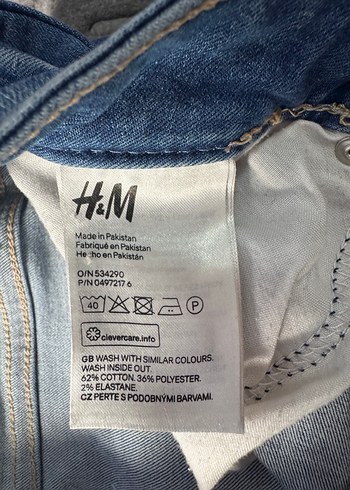 H&M
Made in Pakistan
Fabriqué en Pakistan
Hecho en Pakistán
O/N 534290
P/N 0497217 6
40 P
clevercare.info
GB WASH WITH SIMILAR COLOURS.
WASH INSIDE OUT.
62% COTTON. 36% POLYESTER.
2% ELASTANE.
CZ PERTE S PODOBNÝMI BARVAMI.